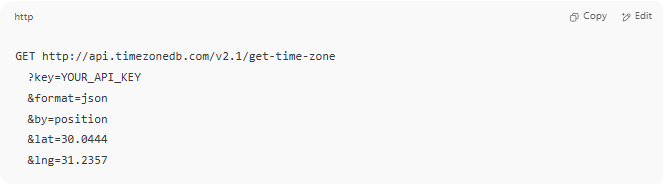 http Copy Edit
GET http://api.timezonedb.com/v2.1/get-time-zone
?key=YOUR_API_KEY
&format=json
&by=position
&lat=30.0444
&lng=31.2357